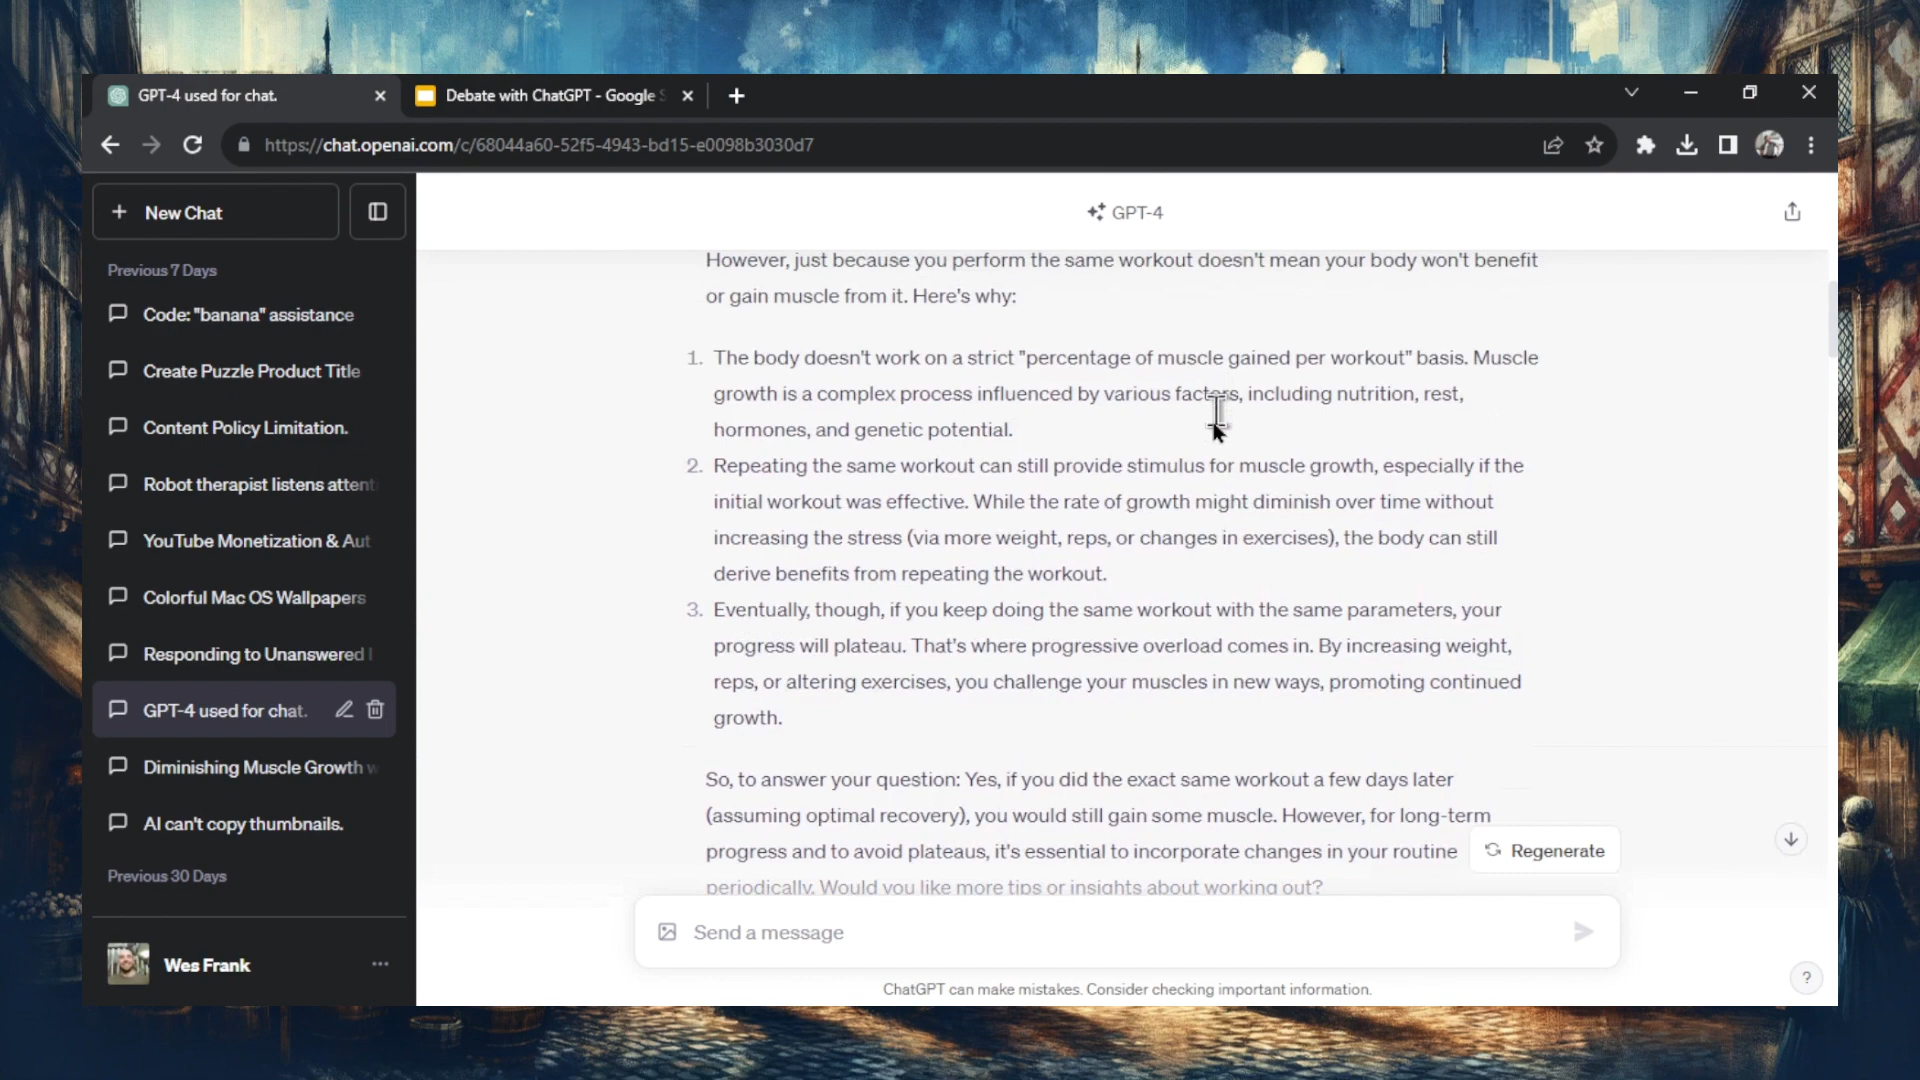 GPT-4 used for chat.
Debate with ChatGPT - Google S
https://chat.openai.com/c/68044a60-52f5-4943-bd15-e0098b3030d7
New Chat
GPT-4
Previous 7 Days
Code: "banana" assistance
Create Puzzle Product Title
Content Policy Limitation.
Robot therapist listens attent
YouTube Monetization & Aut
Colorful Mac OS Wallpapers
Responding to Unanswered
GPT-4 used for chat.
Diminishing Muscle Growth w
AI can't copy thumbnails.
Previous 30 Days
Wes Frank
However, just because you perform the same workout doesn't mean your body won't benefit
or gain muscle from it. Here's why:
1. The body doesn't work on a strict "percentage of muscle gained per workout" basis. Muscle
growth is a complex process influenced by various factors, including nutrition, rest,
hormones, and genetic potential.
2. Repeating the same workout can still provide stimulus for muscle growth, especially if the
initial workout was effective. While the rate of growth might diminish over time without
increasing the stress (via more weight, reps, or changes in exercises), the body can still
derive benefits from repeating the workout.
3. Eventually, though, if you keep doing the same workout with the same parameters, your
progress will plateau. That's where progressive overload comes in. By increasing weight,
reps, or altering exercises, you challenge your muscles in new ways, promoting continued
growth.
So, to answer your question: Yes, if you did the exact same workout a few days later
(assuming optimal recovery), you would still gain some muscle. However, for long-term
progress and to avoid plateaus, it's essential to incorporate changes in your routine
periodically. Would you like more tips or insights about working out?
Regenerate
Send a message
ChatGPT can make mistakes. Consider checking important information.
?